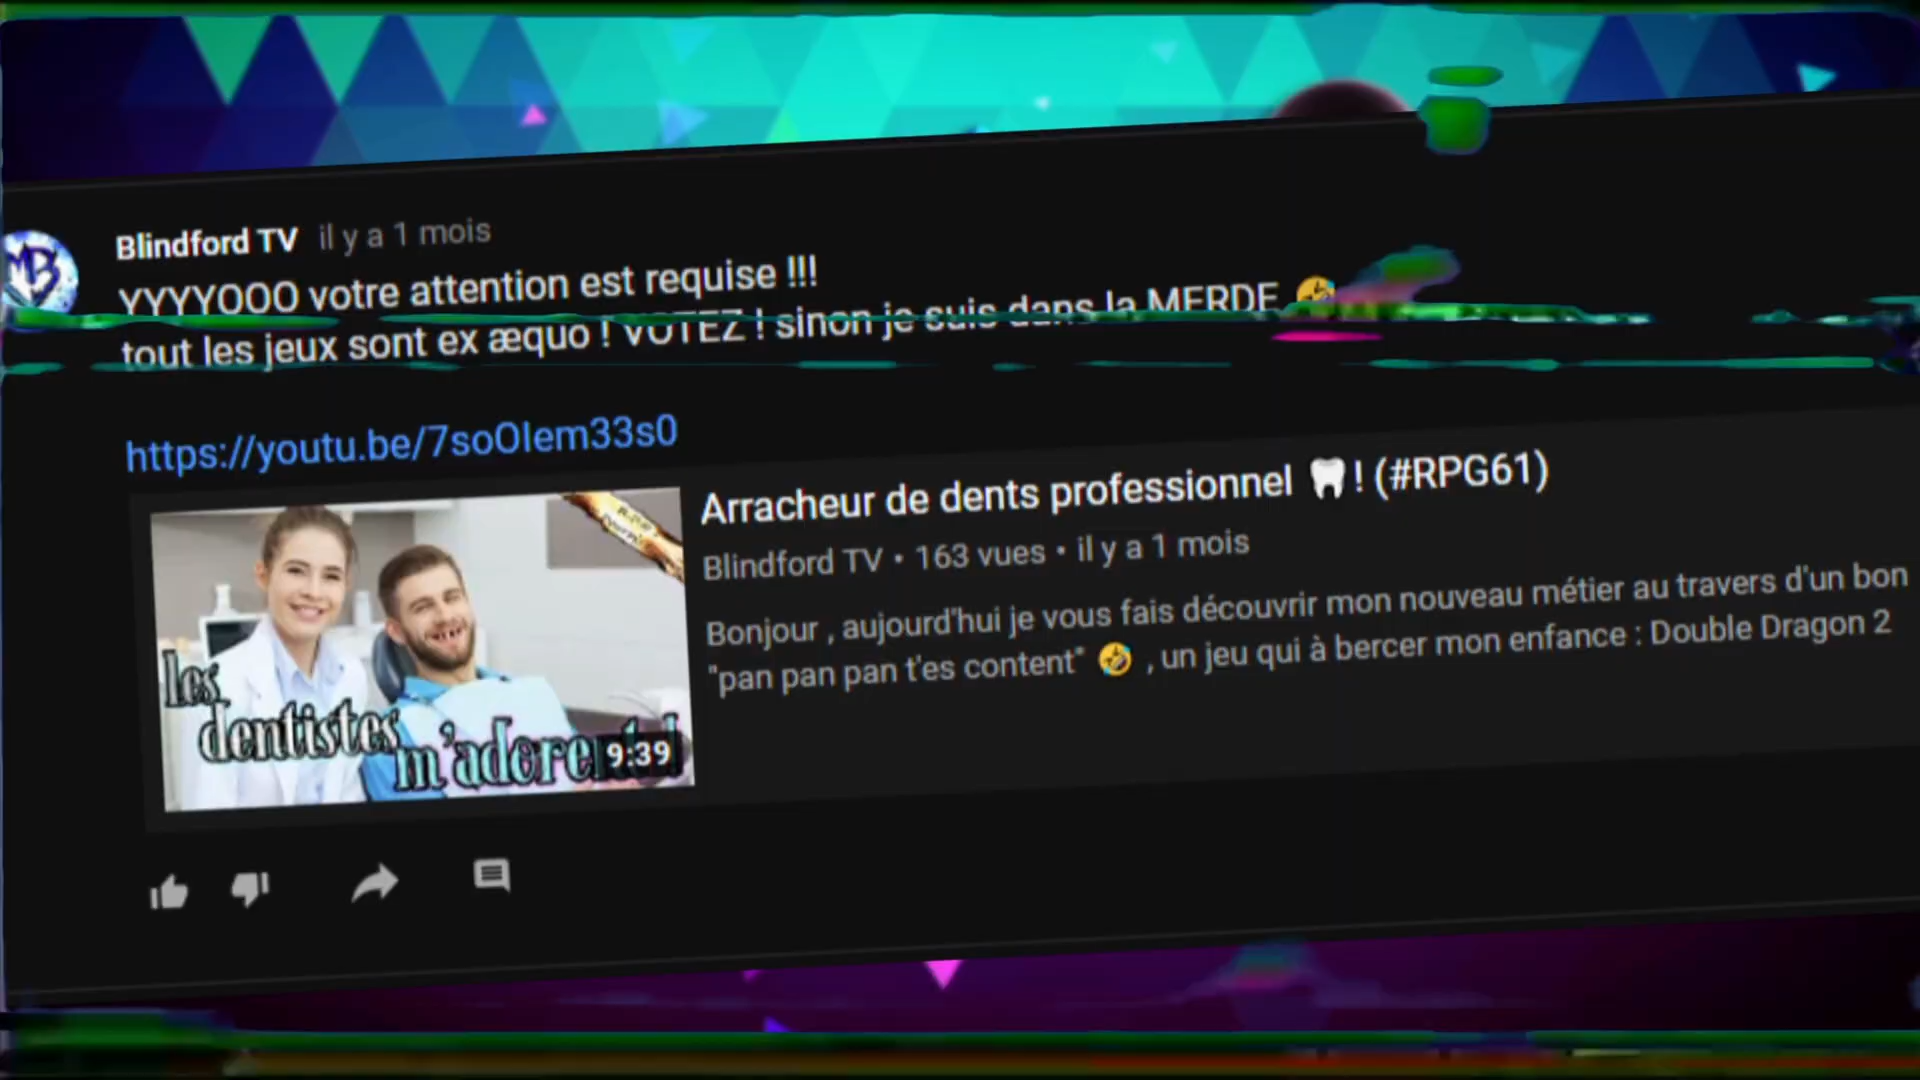 MB
Blindford TV il y a 1 mois
YYYYOOO votre attention est requise !!!
tout les jeux sont ex æquo ! VOTEZ ! sinon je suis dans la MERDE 🤣
https://youtu.be/7soOlem33s0
Arracheur de dents professionnel 🦷! (#RPG61)
Blindford TV • 163 vues • il y a 1 mois
Bonjour , aujourd'hui je vous fais découvrir mon nouveau métier au travers d'un bon
"pan pan pan t'es content" 🤣 , un jeu qui à bercer mon enfance : Double Dragon 2
les
dentistes
m'adorent
9:39